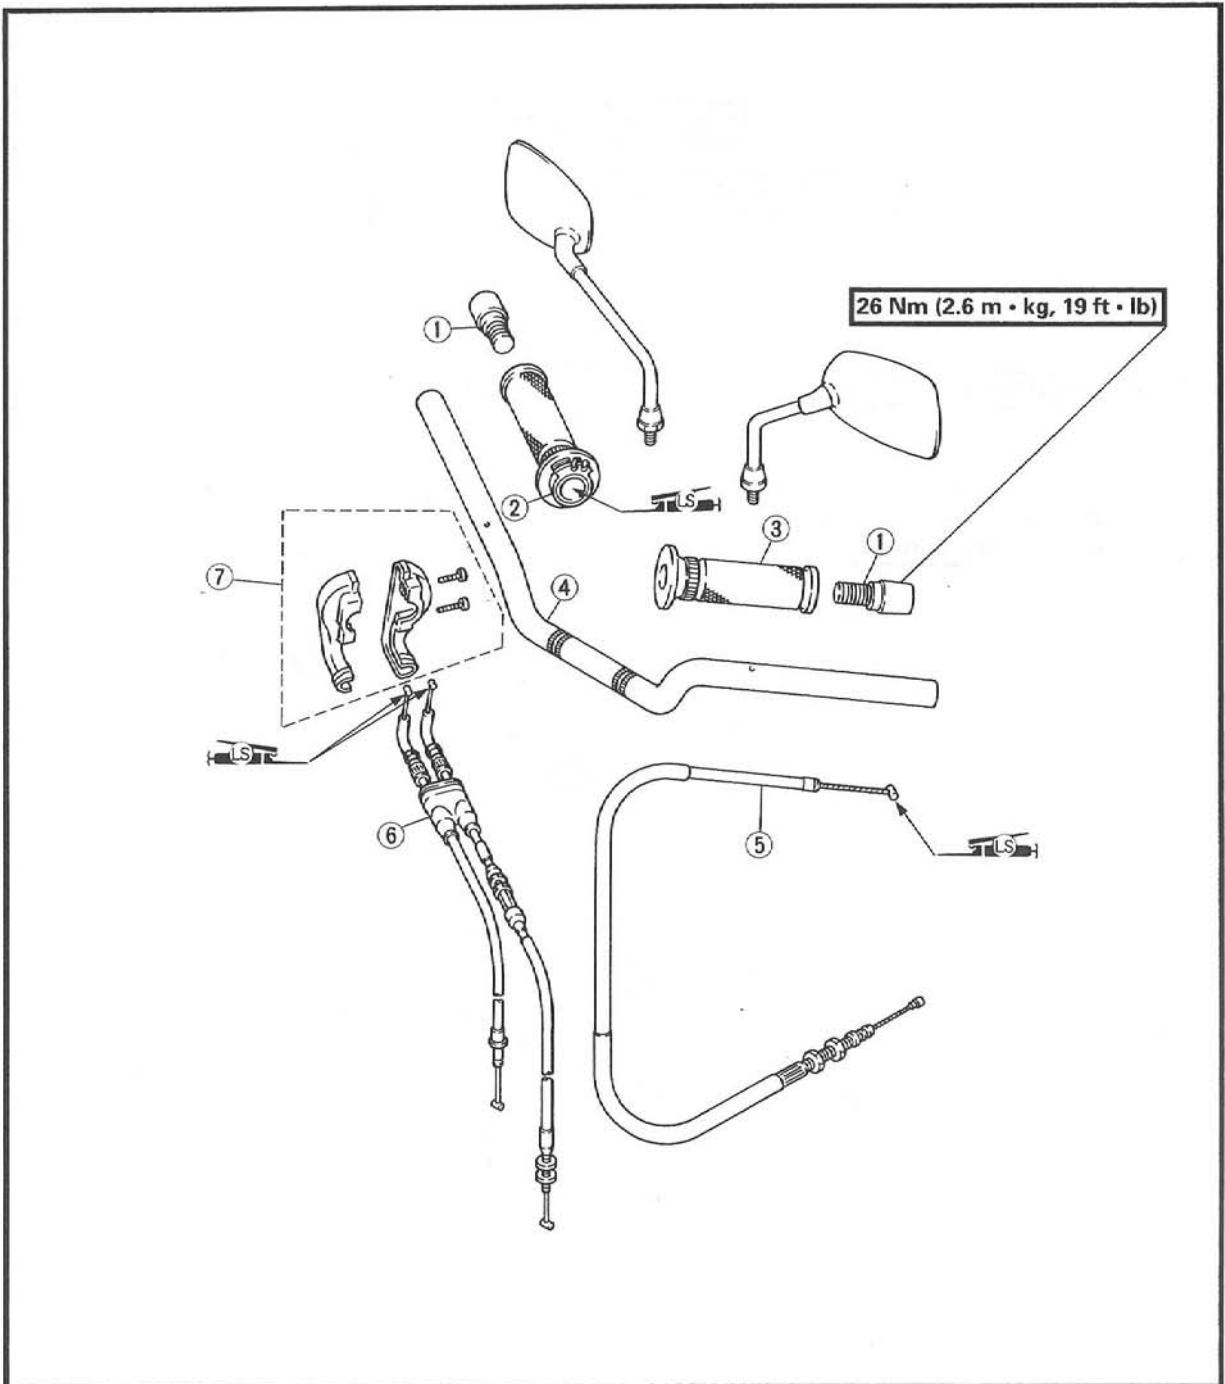 ①
26 Nm (2.6 m • kg, 19 ft • lb)
②
LS
③
①
⑦
④
LS
⑥
⑤
LS